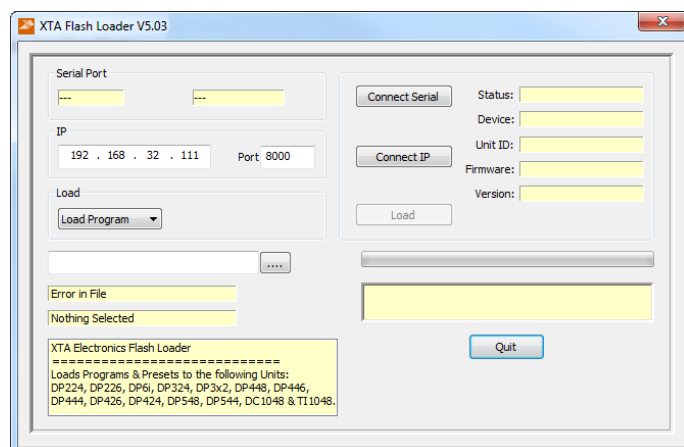 XTA Flash Loader V5.03
Serial Port
---
---
IP
192 . 168 . 32 . 111
Port 8000
Load
Load Program
....
Error in File
Nothing Selected
XTA Electronics Flash Loader
============================
Loads Programs & Presets to the following Units:
DP224, DP226, DP6i, DP324, DP3x2, DP448, DP446,
DP444, DP426, DP424, DP548, DP544, DC1048 & TI1048.
Connect Serial
Connect IP
Load
Status:
Device:
Unit ID:
Firmware:
Version:
Quit